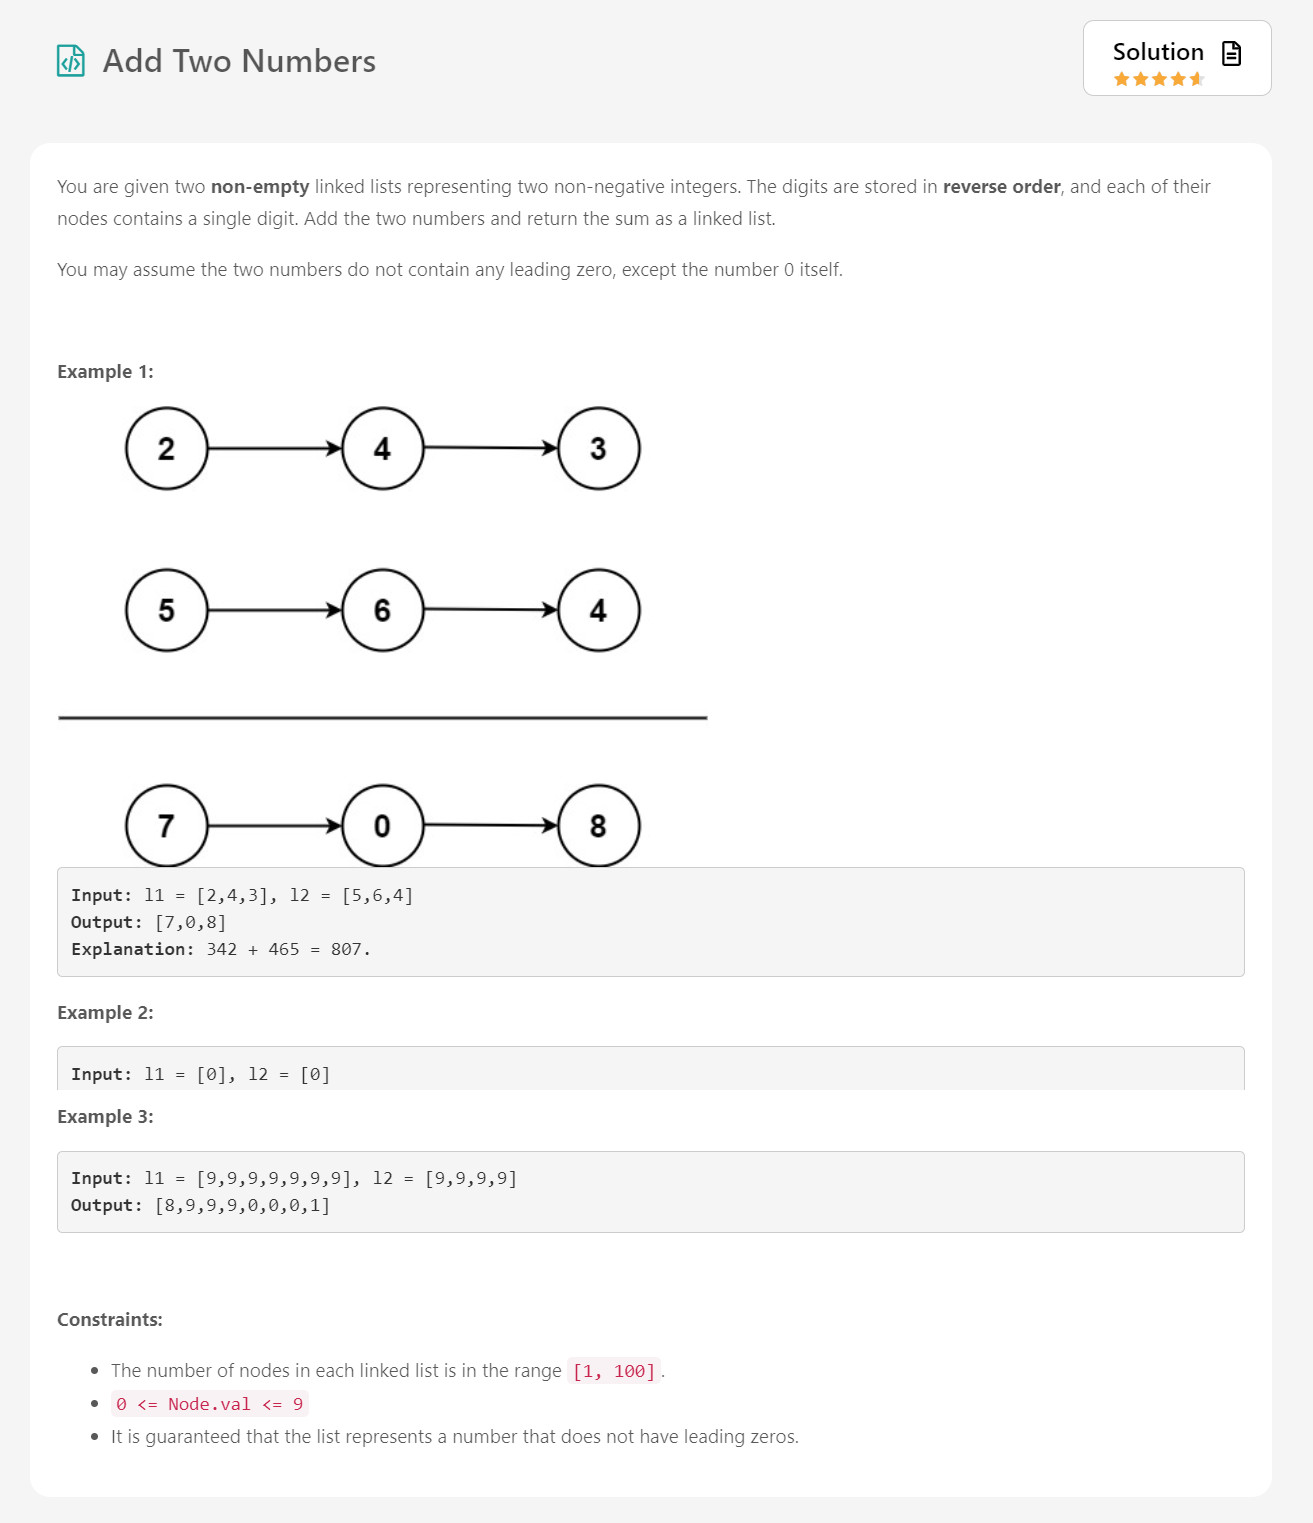 Add Two Numbers
Solution
You are given two non-empty linked lists representing two non-negative integers. The digits are stored in reverse order, and each of their
nodes contains a single digit. Add the two numbers and return the sum as a linked list.
You may assume the two numbers do not contain any leading zero, except the number 0 itself.
Example 1:
2 4 3
5 6 4
7 0 8
Input: l1 = [2,4,3], l2 = [5,6,4]
Output: [7,0,8]
Explanation: 342 + 465 = 807.
Example 2:
Input: l1 = [0], l2 = [0]
Example 3:
Input: l1 = [9,9,9,9,9,9,9], l2 = [9,9,9,9]
Output: [8,9,9,9,0,0,0,1]
Constraints:
The number of nodes in each linked list is in the range [1, 100].
0 <= Node.val <= 9
It is guaranteed that the list represents a number that does not have leading zeros.